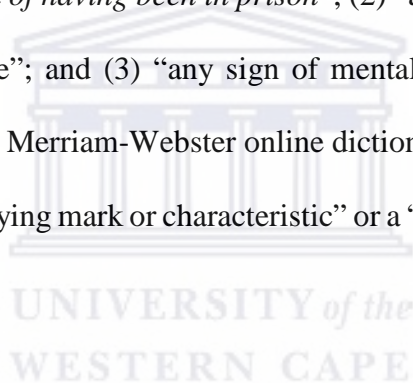 of having been in prison”; (2) “
e”; and (3) “any sign of mental
Merriam-Webster online diction
ying mark or characteristic” or a “
UNIVERSITY of the
WESTERN CAPE